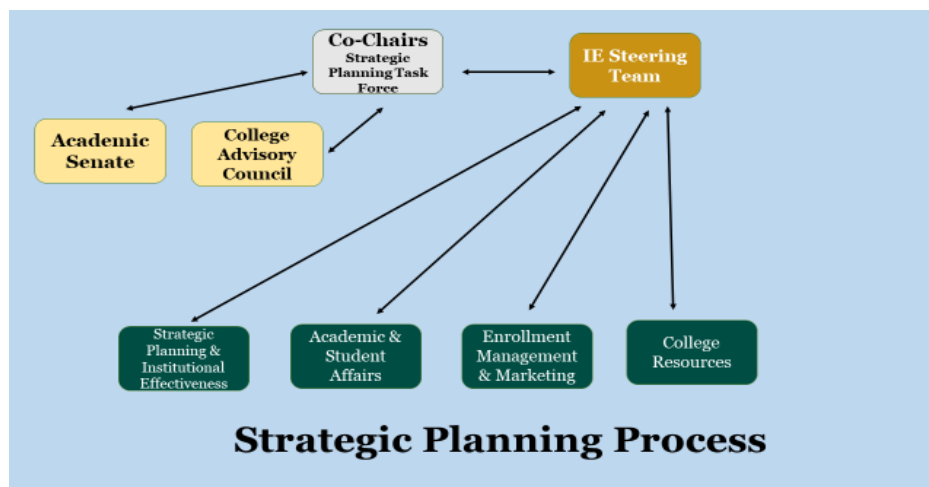 Co-Chairs
Strategic
Planning Task
Force
IE Steering
Team
Academic
Senate
College
Advisory
Council
Strategic
Planning &
Institutional
Effectiveness
Academic &
Student
Affairs
Enrollment
Management
& Marketing
College
Resources
Strategic Planning Process